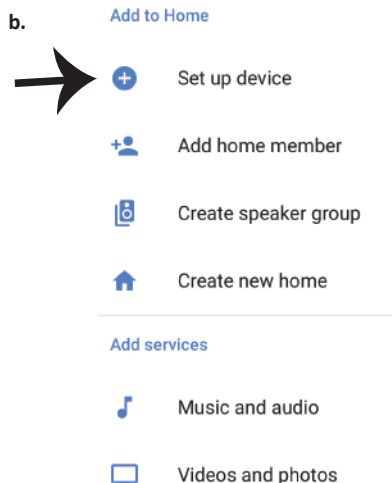 b.
Add to Home
Set up device
Add home member
Create speaker group
Create new home
Add services
Music and audio
Videos and photos